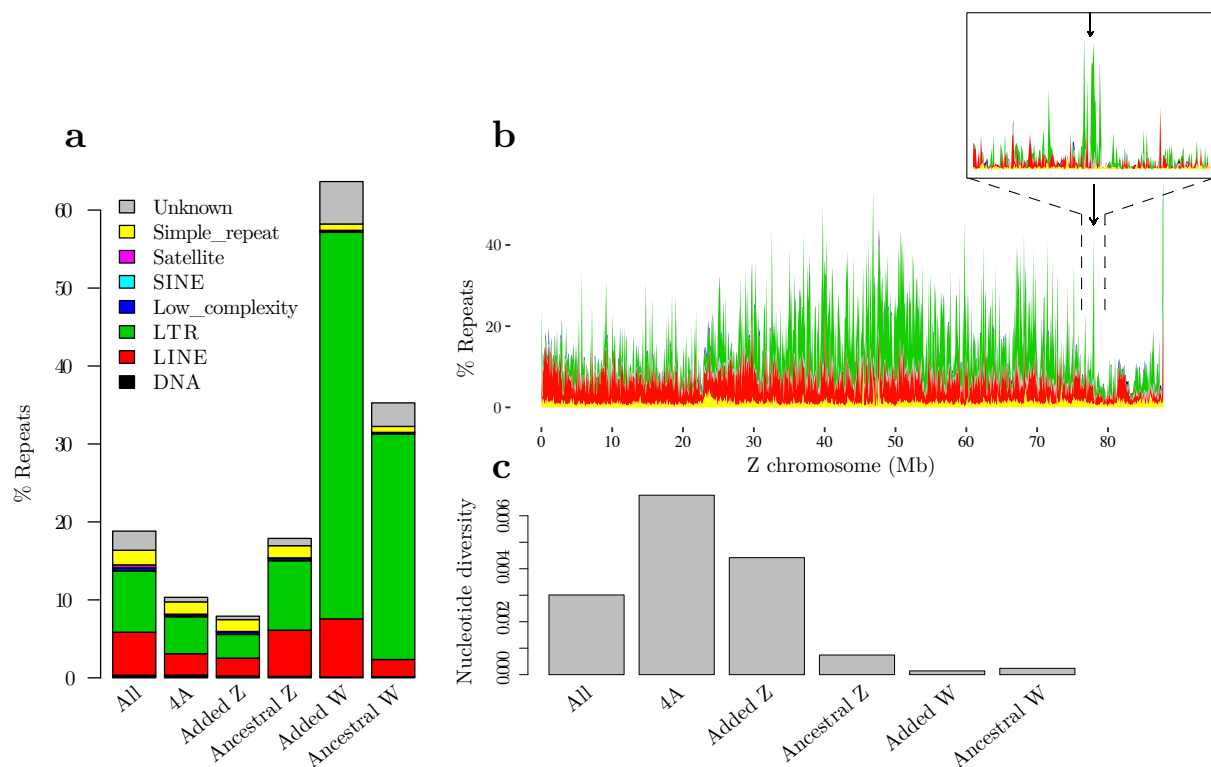 a
Unknown
Simple_repeat
Satellite
SINE
Low_complexity
LTR
LINE
DNA
60
50
40
30
20
10
0
% Repeats
All
4A
Added Z
Ancestral Z
Added W
Ancestral W
b
40
20
0
% Repeats
0 10 20 30 40 50 60 70 80
Z chromosome (Mb)
c
0.006
0.004
0.002
0.000
Nucleotide diversity
All
4A
Added Z
Ancestral Z
Added W
Ancestral W